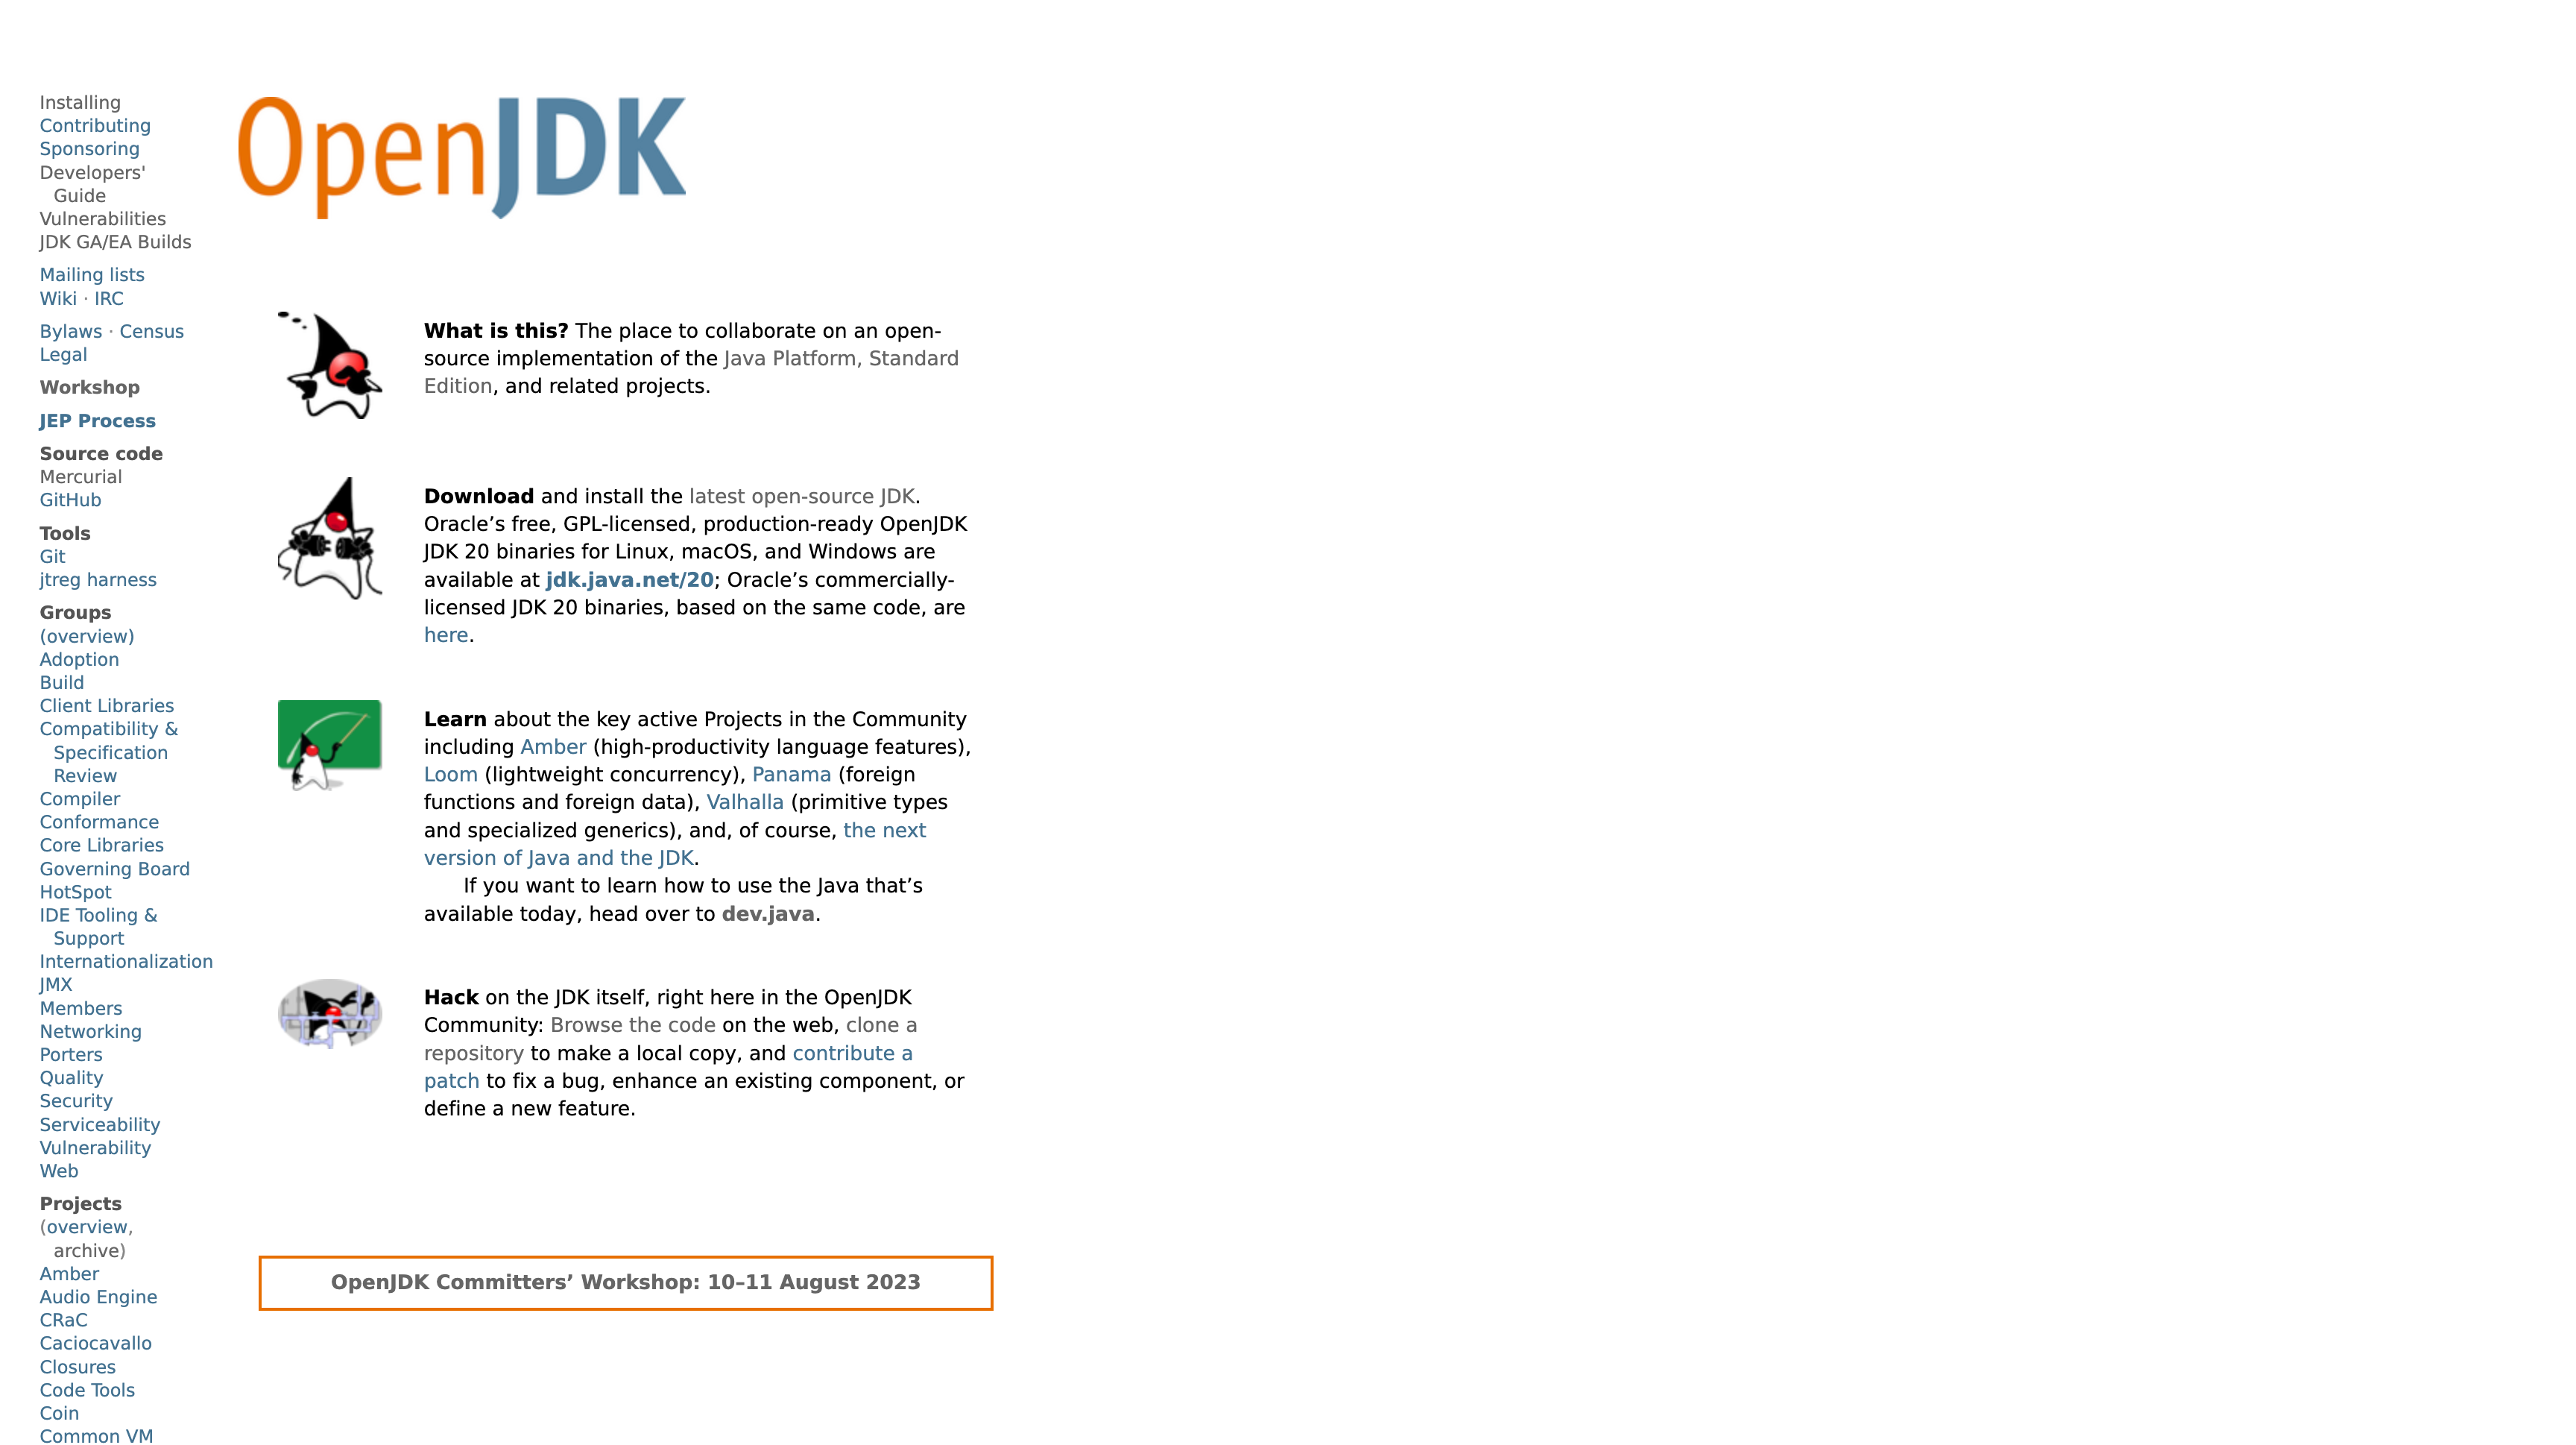 Installing
Contributing
Sponsoring
Developers'
Guide
Vulnerabilities
JDK GA/EA Builds
Mailing lists
Wiki · IRC
Bylaws · Census
Legal
Workshop
JEP Process
Source code
Mercurial
GitHub
Tools
Git
jtreg harness
Groups
(overview)
Adoption
Build
Client Libraries
Compatibility &
Specification
Review
Compiler
Conformance
Core Libraries
Governing Board
HotSpot
IDE Tooling &
Support
Internationalization
JMX
Members
Networking
Porters
Quality
Security
Serviceability
Vulnerability
Web
Projects
(overview,
archive)
Amber
Audio Engine
CRaC
Caciocavallo
Closures
Code Tools
Coin
Common VM
OpenJDK
What is this? The place to collaborate on an open-
source implementation of the Java Platform, Standard
Edition, and related projects.
Download and install the latest open-source JDK.
Oracle’s free, GPL-licensed, production-ready OpenJDK
JDK 20 binaries for Linux, macOS, and Windows are
available at jdk.java.net/20; Oracle’s commercially-
licensed JDK 20 binaries, based on the same code, are
here.
Learn about the key active Projects in the Community
including Amber (high-productivity language features),
Loom (lightweight concurrency), Panama (foreign
functions and foreign data), Valhalla (primitive types
and specialized generics), and, of course, the next
version of Java and the JDK.
If you want to learn how to use the Java that’s
available today, head over to dev.java.
Hack on the JDK itself, right here in the OpenJDK
Community: Browse the code on the web, clone a
repository to make a local copy, and contribute a
patch to fix a bug, enhance an existing component, or
define a new feature.
OpenJDK Committers’ Workshop: 10–11 August 2023